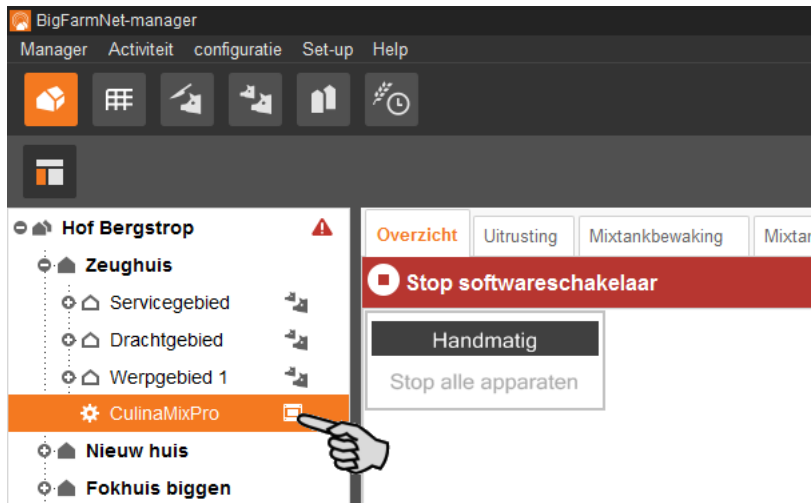 BigFarmNet-manager
Manager Activiteit configuratie Set-up Help
Hof Bergstrop
Zeughuis
Servicegebied
Drachtgebied
Werpgebied 1
CulinaMixPro
Nieuw huis
Fokhuis biggen
Overzicht Uitrusting Mixtankbewaking Mixtan
Stop softwareschakelaar
Handmatig
Stop alle apparaten